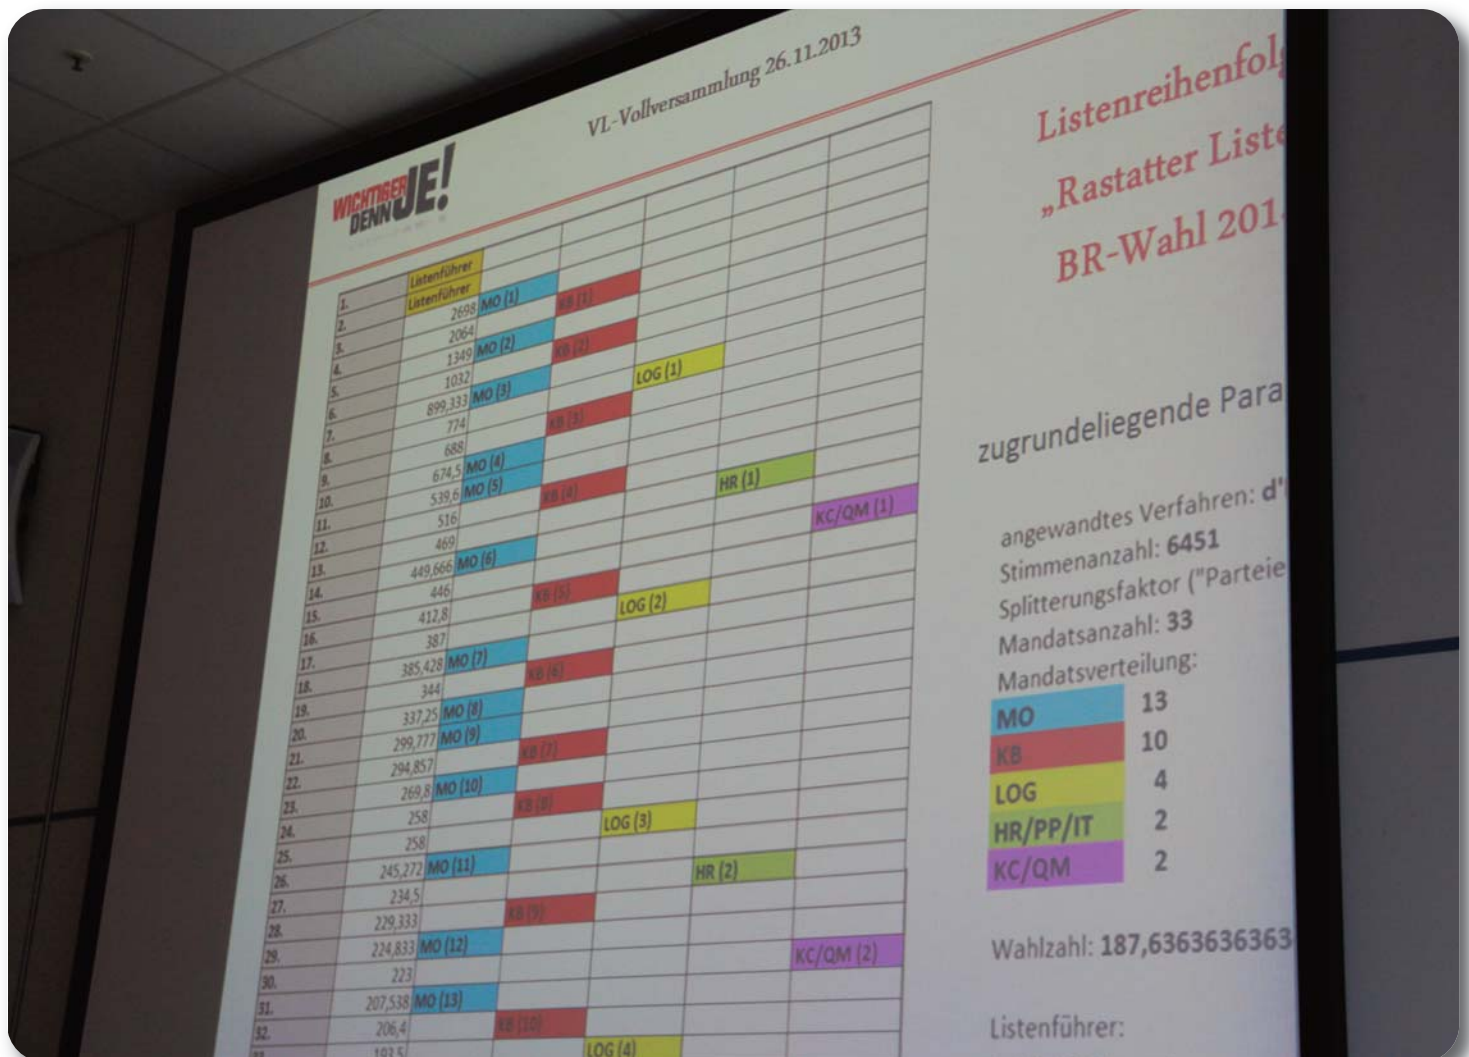 VL-Vollversammlung 26.11.2013
WICHTIGER
DENN JE!
1. Listenführer
2. Listenführer
3. 2698 MO (1)
4. 2064 KB (1)
5. 1349 MO (2)
6. 1032 KB (2)
7. 899,333 MO (3)
8. 774 LOG (1)
9. 688 KB (3)
10. 674,5 MO (4)
11. 539,6 MO (5)
12. 516 KB (4)
13. 469 HR (1)
14. 449,666 MO (6)
15. 446 KC/QM (1)
16. 412,8 KB (5)
17. 387 LOG (2)
18. 385,428 MO (7)
19. 344 KB (6)
20. 337,25 MO (8)
21. 299,777 MO (9)
22. 294,857 KB (7)
23. 269,8 MO (10)
24. 258 KB (8)
25. 258 LOG (3)
26. 245,272 MO (11)
27. 234,5 HR (2)
28. 229,333 KB (9)
29. 224,833 MO (12)
30. 223 KC/QM (2)
31. 207,538 MO (13)
32. 206,4 KB (10)
193,5 LOG (4)
Listenreihenfolg
„Rastatter Liste
BR-Wahl 201
zugrundeliegende Para
angewandtes Verfahren: d'
Stimmenanzahl: 6451
Splitterungsfaktor ("Parteie
Mandatsanzahl: 33
Mandatsverteilung:
MO 13
KB 10
LOG 4
HR/PP/IT 2
KC/QM 2
Wahlzahl: 187,6363636363
Listenführer: